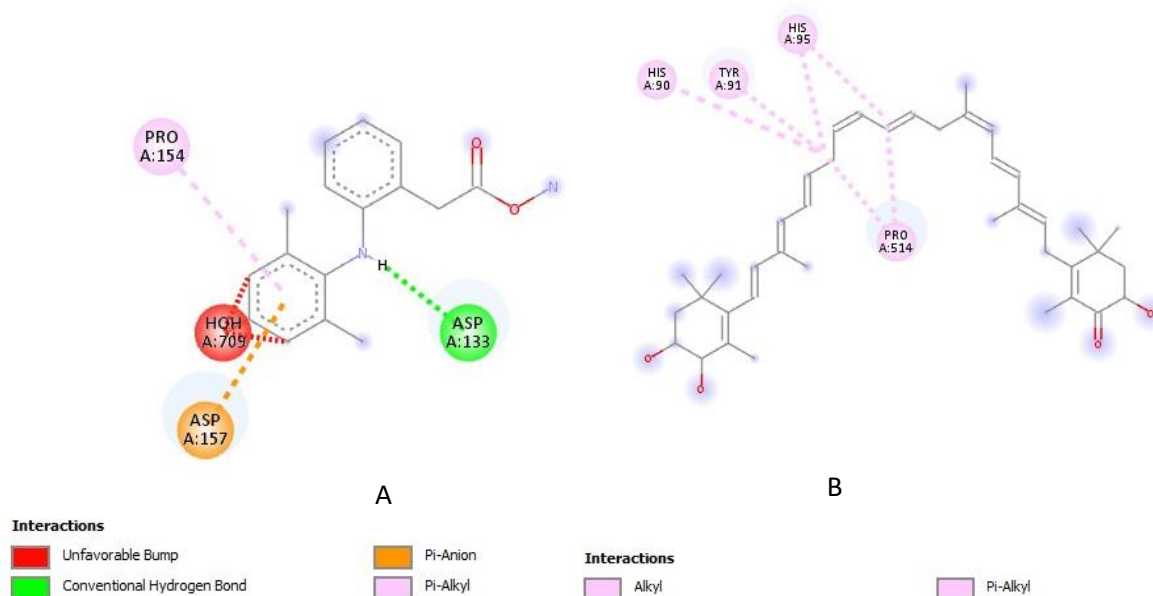 PRO
A:154
O
O
N
N
H
HOH
A:709
ASP
A:133
ASP
A:157
A
HIS
A:95
HIS
A:90
TYR
A:91
PRO
A:514
O
O
O
O
B
Interactions
Unfavorable Bump
Conventional Hydrogen Bond
Pi-Anion
Pi-Alkyl
Interactions
Alkyl
Pi-Alkyl